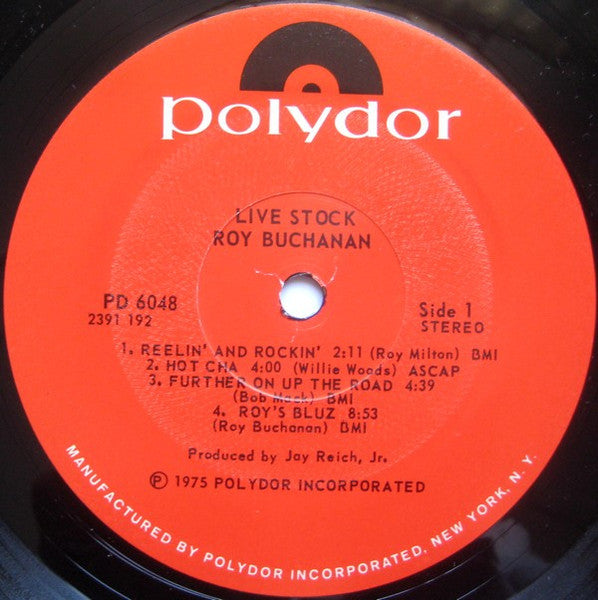 polydor
LIVE STOCK
ROY BUCHANAN
PD 6048
2391 192
Side 1
STEREO
1. REELIN' AND ROCKIN' 2:11 (Roy Milton) BMI
2. HOT CHA 4:00 (Willie Woods) ASCAP
3. FURTHER ON UP THE ROAD 4:39
(Bob Mack) BMI
4. ROY'S BLUZ 8:53
(Roy Buchanan) BMI
Produced by Jay Reich, Jr.
Ⓟ 1975 POLYDOR INCORPORATED
MANUFACTURED BY POLYDOR INCORPORATED, NEW YORK, N. Y.